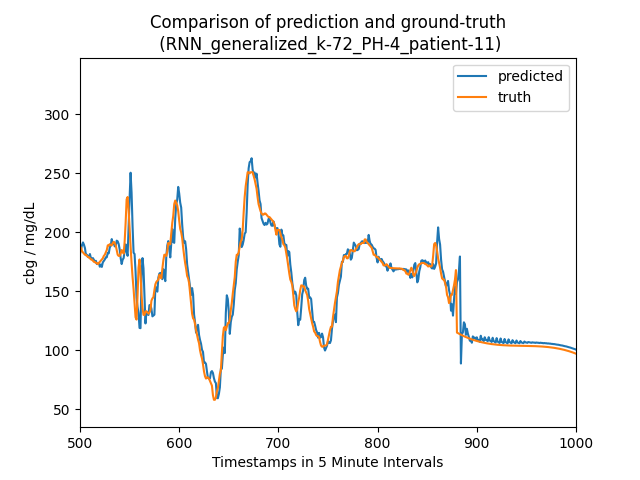 Comparison of prediction and ground-truth
(RNN_generalized_k-72_PH-4_patient-11)
predicted
truth
300
250
200
150
100
50
cbg / mg/dL
500
600
700
800
900
1000
Timestamps in 5 Minute Intervals